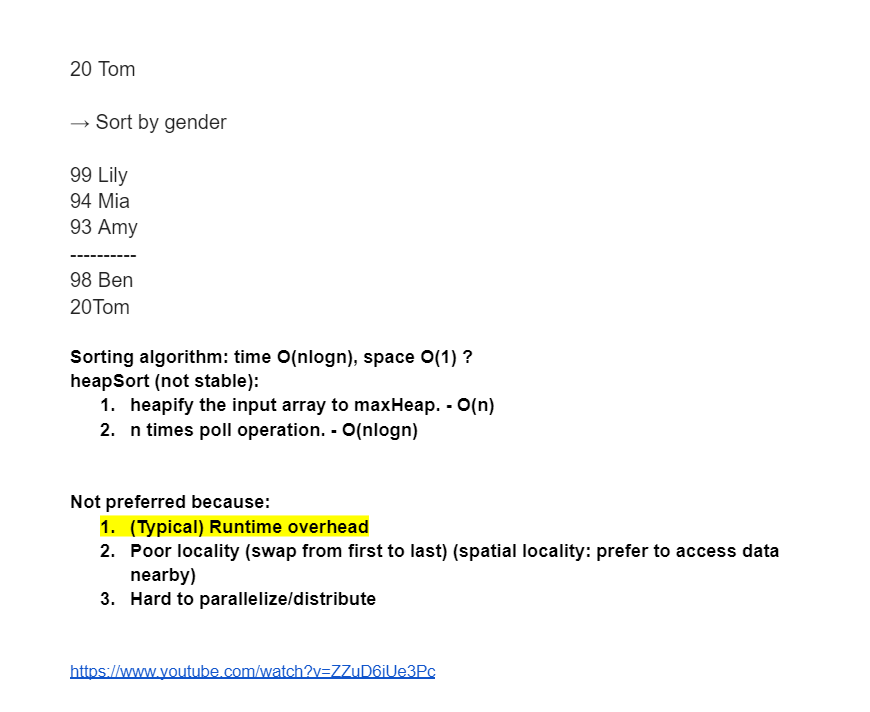 20 Tom
→ Sort by gender
99 Lily
94 Mia
93 Amy
----------
98 Ben
20Tom
Sorting algorithm: time O(nlogn), space O(1) ?
heapSort (not stable):
1. heapify the input array to maxHeap. - O(n)
2. n times poll operation. - O(nlogn)
Not preferred because:
1. (Typical) Runtime overhead
2. Poor locality (swap from first to last) (spatial locality: prefer to access data
nearby)
3. Hard to parallelize/distribute
https://www.youtube.com/watch?v=ZZuD6iUe3Pc